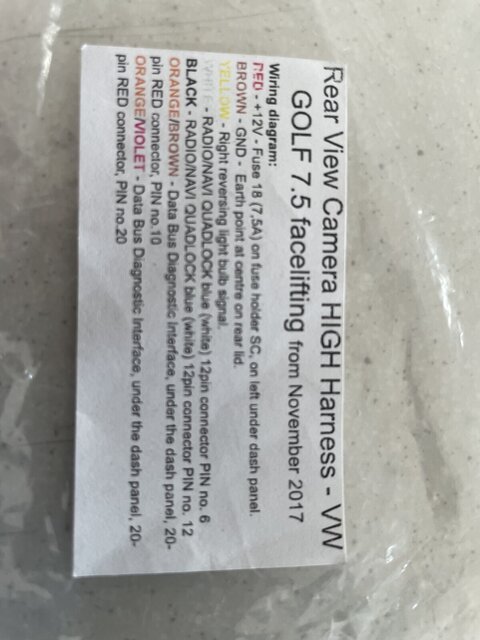 Rear View Camera HIGH Harness - VW
GOLF 7.5 facelifting from November 2017
Wiring diagram:
RED - +12V - Fuse 18 (7,5A) on fuse holder SC, on left under dash panel.
BROWN - GND - Earth point at centre on rear lid.
YELLOW - Right reversing light bulb signal.
WHITE - RADIO/NAVI QUADLOCK blue (white) 12pin connector PIN no. 6
BLACK - RADIO/NAVI QUADLOCK blue (white) 12pin connector PIN no. 12
ORANGE/BROWN - Data Bus Diagnostic Interface, under the dash panel, 20-
pin RED connector, PIN no.10
ORANGE/VIOLET - Data Bus Diagnostic Interface, under the dash panel, 20-
pin RED connector, PIN no.20